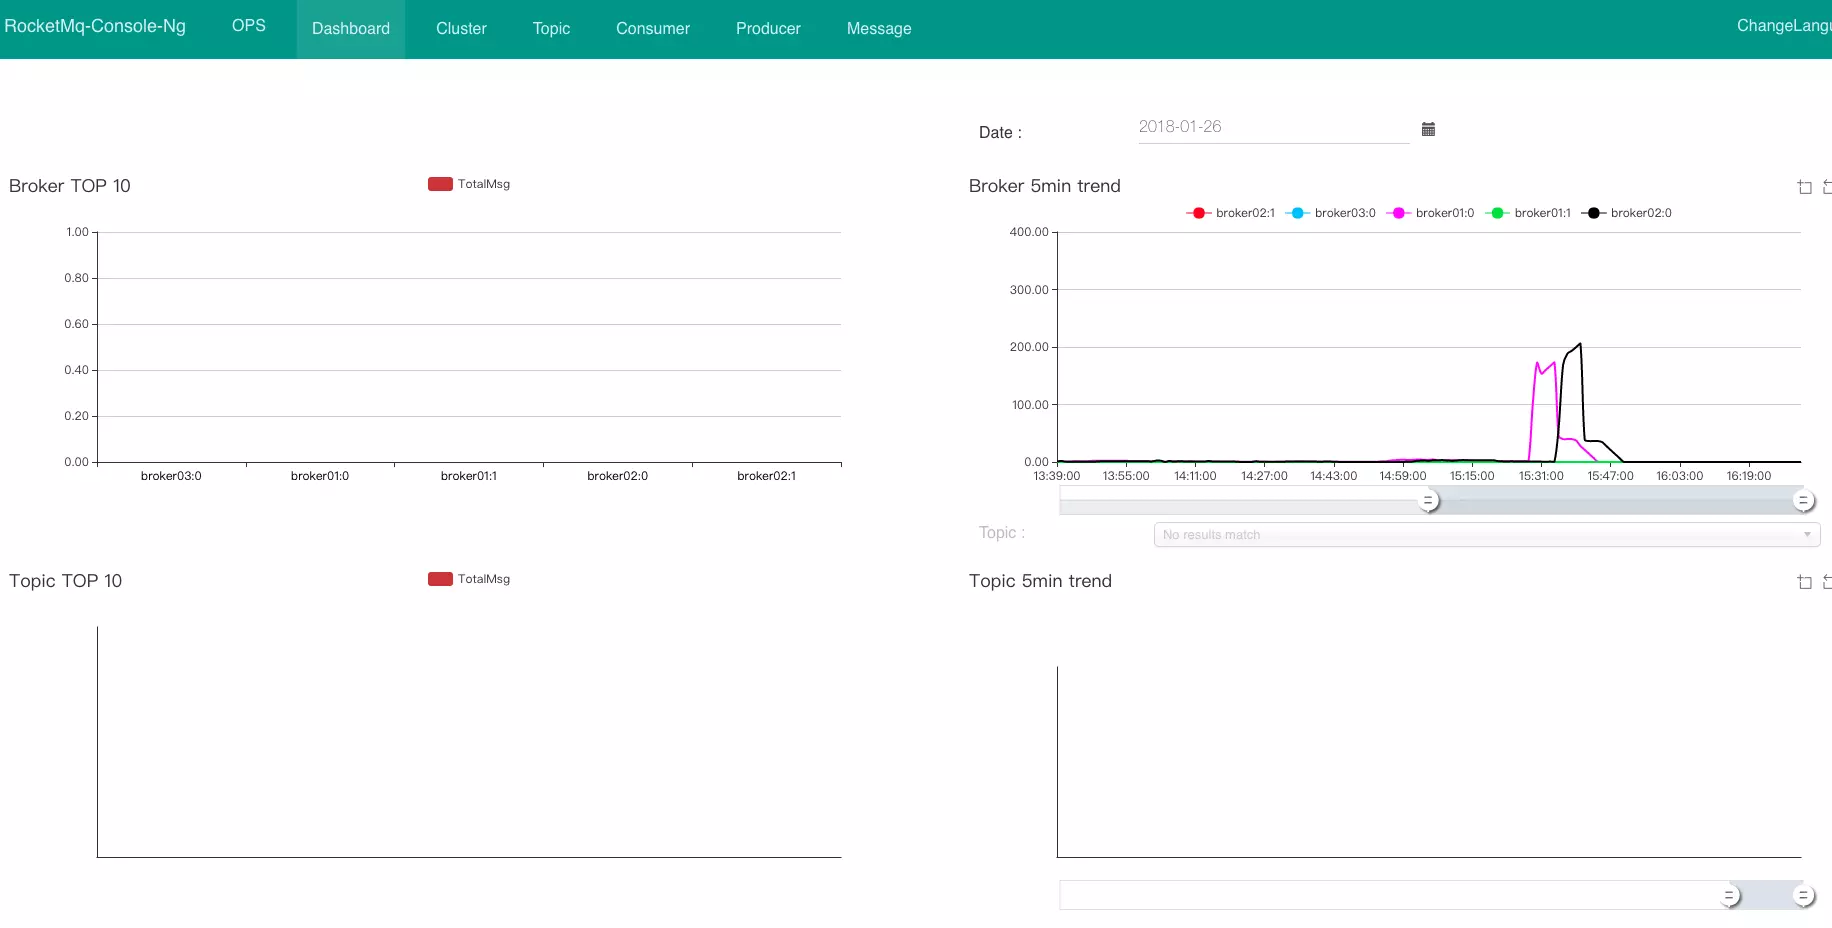 RocketMq-Console-Ng OPS Dashboard Cluster Topic Consumer Producer Message ChangeLangu
Date : 2018-01-26
Broker TOP 10
TotalMsg
1.00
0.80
0.60
0.40
0.20
0.00
broker03:0 broker01:0 broker01:1 broker02:0 broker02:1
Broker 5min trend
broker02:1 broker03:0 broker01:0 broker01:1 broker02:0
400.00
300.00
200.00
100.00
0.00
13:39:00 13:55:00 14:11:00 14:27:00 14:43:00 14:59:00 15:15:00 15:31:00 15:47:00 16:03:00 16:19:00
Topic : No results match
Topic TOP 10
TotalMsg
Topic 5min trend